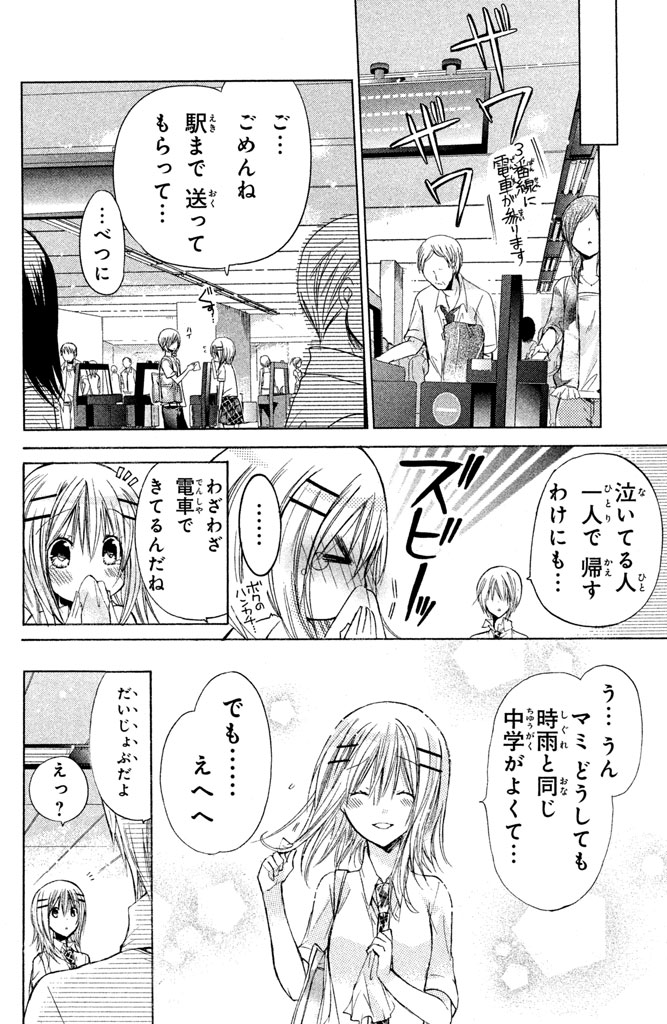 ザワ
ザワ
3番線に
電車が
参ります
ご…
ごめんね
駅まで送って
もらって…
…べつに
ハイ
泣いてる人
一人で帰す
わけにも…
ズビーッ
………
ボクの
ハンカチ…
わざわざ
電車で
きてるんだね
う…うん
マミどうしても
時雨と同じ
中学がよくて…
でも………
えへへ
だいじょぶだよ
えっ?